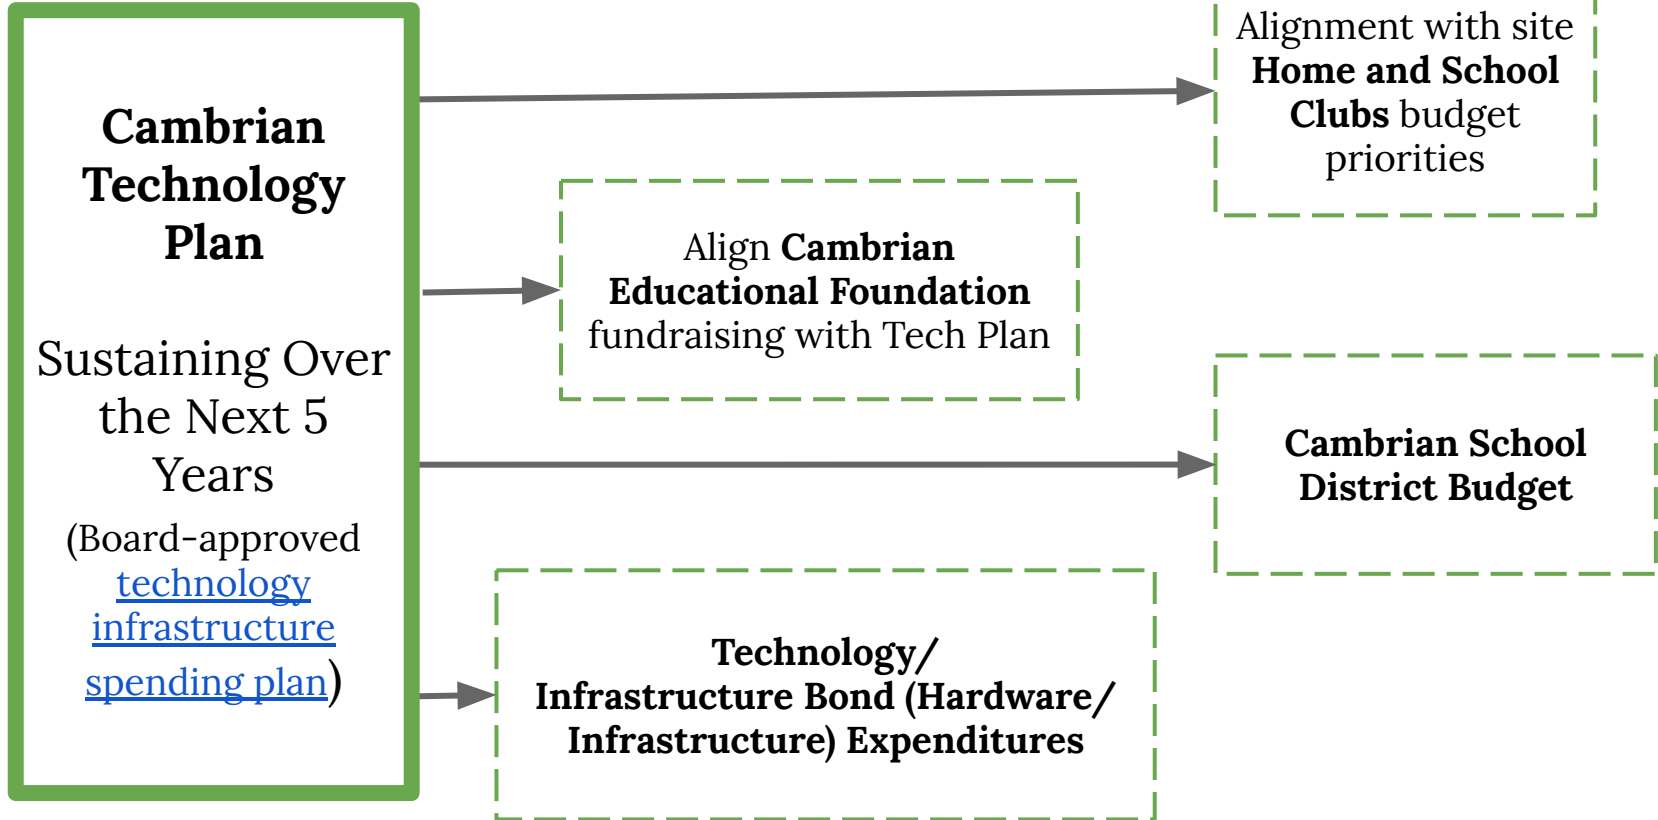 Cambrian
Technology
Plan
Sustaining Over
the Next 5
Years
(Board-approved
technology
infrastructure
spending plan)
Alignment with site
Home and School
Clubs budget
priorities
Align Cambrian
Educational Foundation
fundraising with Tech Plan
Cambrian School
District Budget
Technology/
Infrastructure Bond (Hardware/
Infrastructure) Expenditures